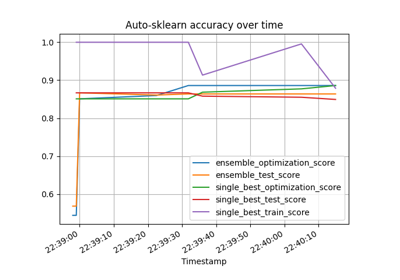 Auto-sklearn accuracy over time
1.0
0.9
0.8
0.7
0.6
ensemble_optimization_score
ensemble_test_score
single_best_optimization_score
single_best_test_score
single_best_train_score
22:39:00
22:39:10
22:39:20
22:39:30
22:39:40
22:39:50
22:40:00
22:40:10
Timestamp